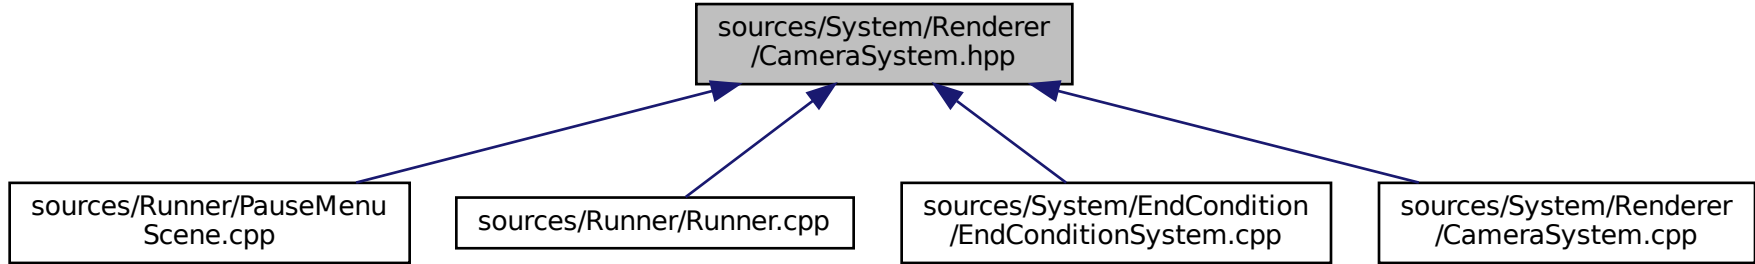 sources/System/Renderer
/CameraSystem.hpp
sources/Runner/PauseMenu
Scene.cpp
sources/Runner/Runner.cpp
sources/System/EndCondition
/EndConditionSystem.cpp
sources/System/Renderer
/CameraSystem.cpp